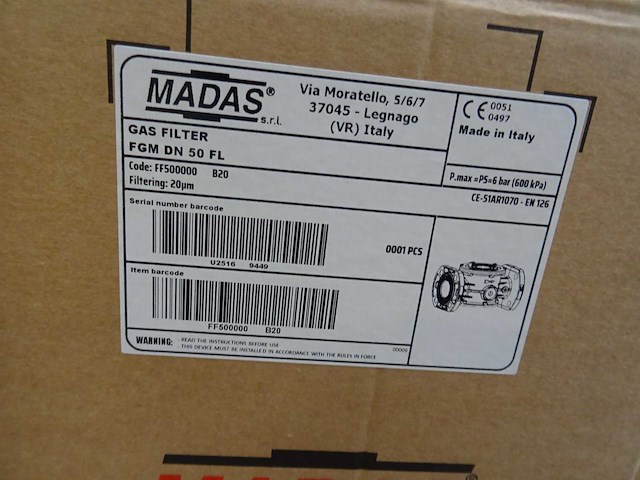 MADAS® s.r.l.
Via Moratello, 5/6/7
37045 - Legnago
(VR) Italy
CE 0051
0497
Made in Italy
GAS FILTER
FGM DN 50 FL
P.max =PS=6 bar (600 kPa)
Code: FF500000 B20
Filtering: 20µm
CE-51AR1070 - EN 126
Serial number barcode
U2516 9449
0001 PCS
Item barcode
FF500000 B20
WARNING:
- READ THE INSTRUCTIONS BEFORE USE
- THIS DEVICE MUST BE INSTALLED IN ACCORDANCE WITH THE RULES IN FORCE